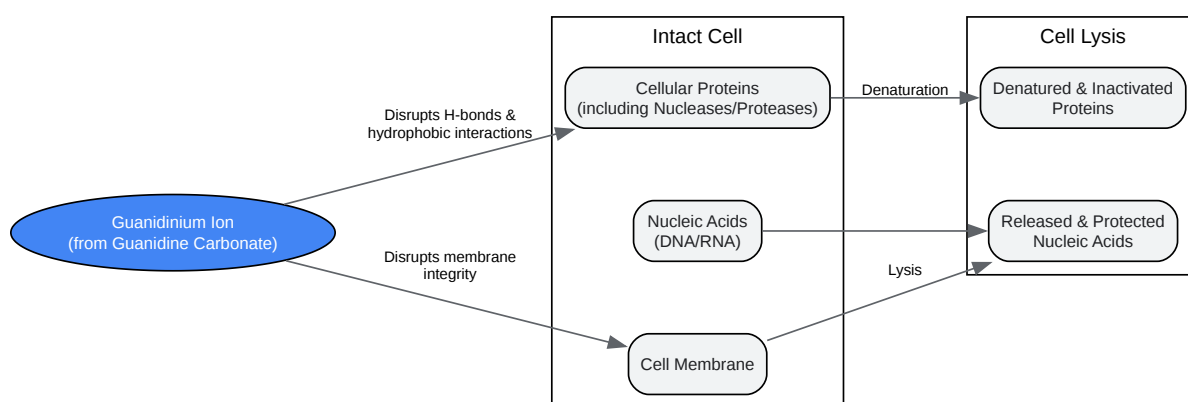 Intact Cell
Cell Lysis
Cellular Proteins
(including Nucleases/Proteases)
Denaturation
Denatured & Inactivated
Proteins
Disrupts H-bonds &
hydrophobic interactions
Guanidinium Ion
(from Guanidine Carbonate)
Nucleic Acids
(DNA/RNA)
Released & Protected
Nucleic Acids
Disrupts membrane
integrity
Lysis
Cell Membrane